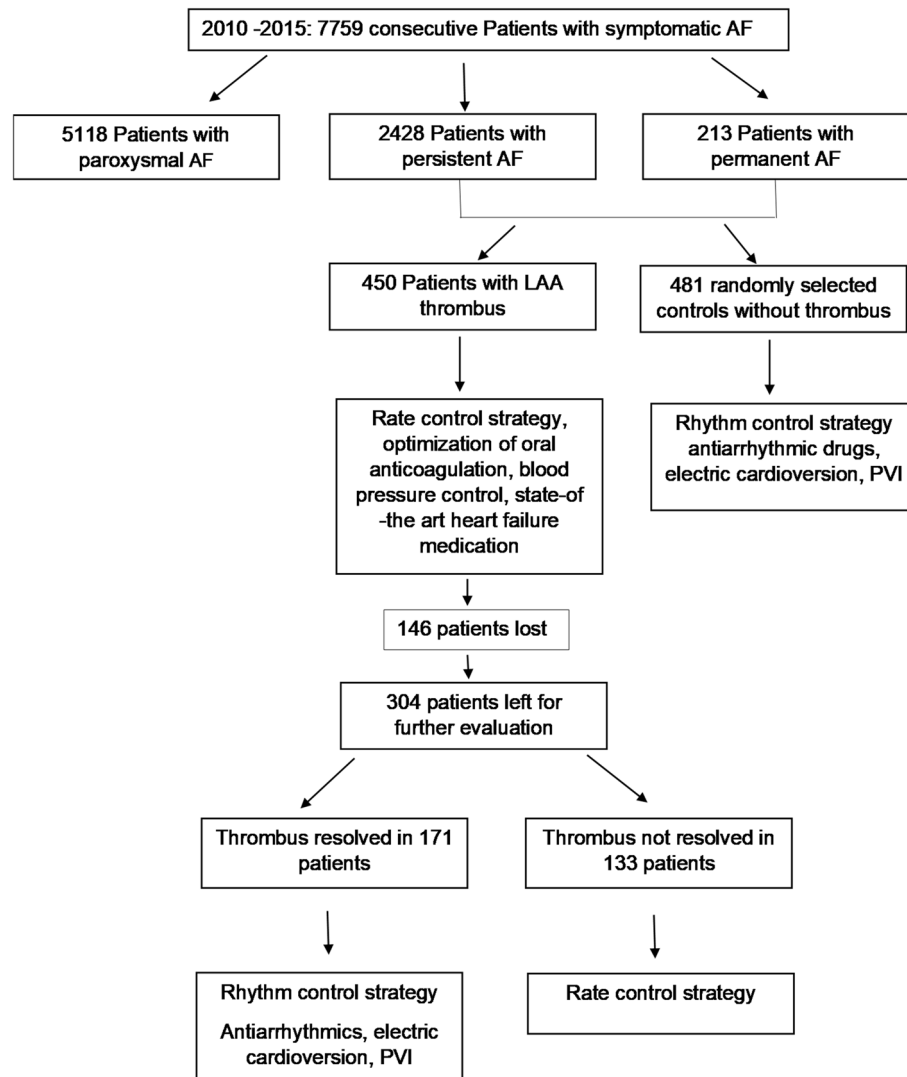 2010 -2015: 7759 consecutive Patients with symptomatic AF
5118 Patients with
paroxysmal AF
2428 Patients with
persistent AF
213 Patients with
permanent AF
450 Patients with LAA
thrombus
481 randomly selected
controls without thrombus
Rate control strategy,
optimization of oral
anticoagulation, blood
pressure control, state-of
-the art heart failure
medication
Rhythm control strategy
antiarrhythmic drugs,
electric cardioversion, PVI
146 patients lost
304 patients left for
further evaluation
Thrombus resolved in 171
patients
Thrombus not resolved in
133 patients
Rhythm control strategy
Antiarrhythmics, electric
cardioversion, PVI
Rate control strategy